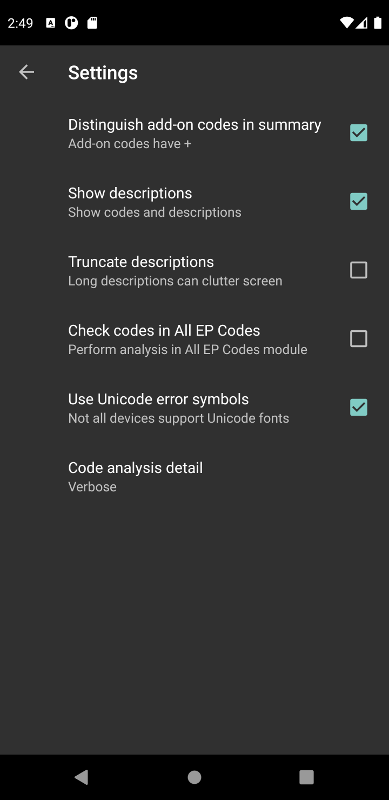 2:49
Settings
Distinguish add-on codes in summary
Add-on codes have +
Show descriptions
Show codes and descriptions
Truncate descriptions
Long descriptions can clutter screen
Check codes in All EP Codes
Perform analysis in All EP Codes module
Use Unicode error symbols
Not all devices support Unicode fonts
Code analysis detail
Verbose